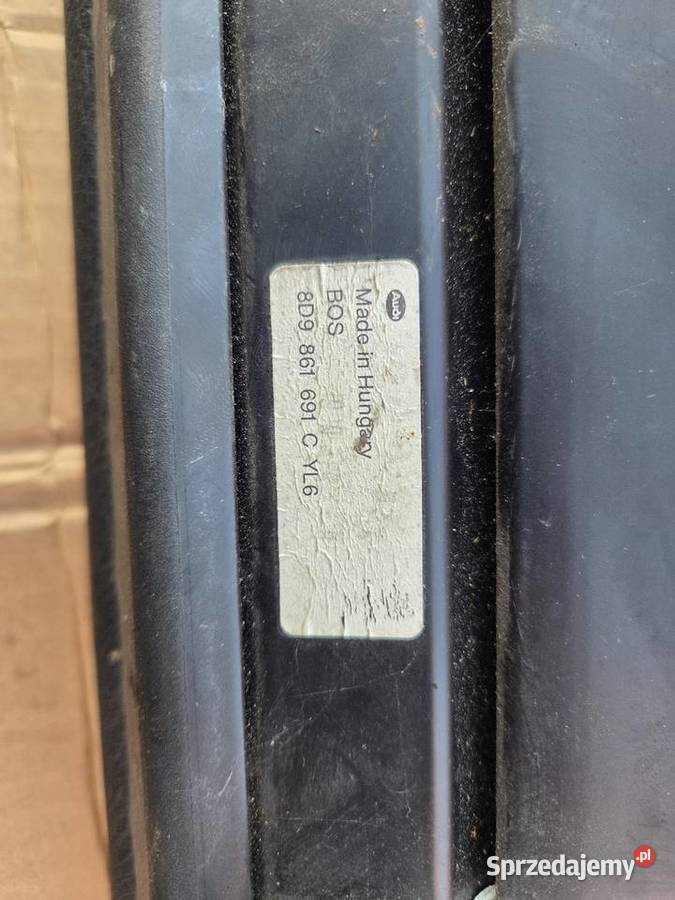 Audi
Made in Hungary
BOS
8D9 861 691 C YL6
Sprzedajemy.pl